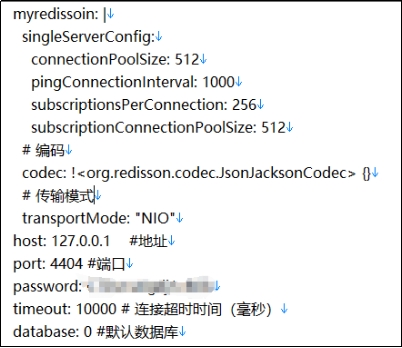 myredissoin: |
singleServerConfig:
connectionPoolSize: 512
pingConnectionInterval: 1000
subscriptionsPerConnection: 256
subscriptionConnectionPoolSize: 512
# 编码
codec: !<org.redisson.codec.JsonJacksonCodec> {}
# 传输模式
transportMode: "NIO"
host: 127.0.0.1 #地址
port: 4404 #端口
password:
timeout: 10000 # 连接超时时间（毫秒）
database: 0 #默认数据库